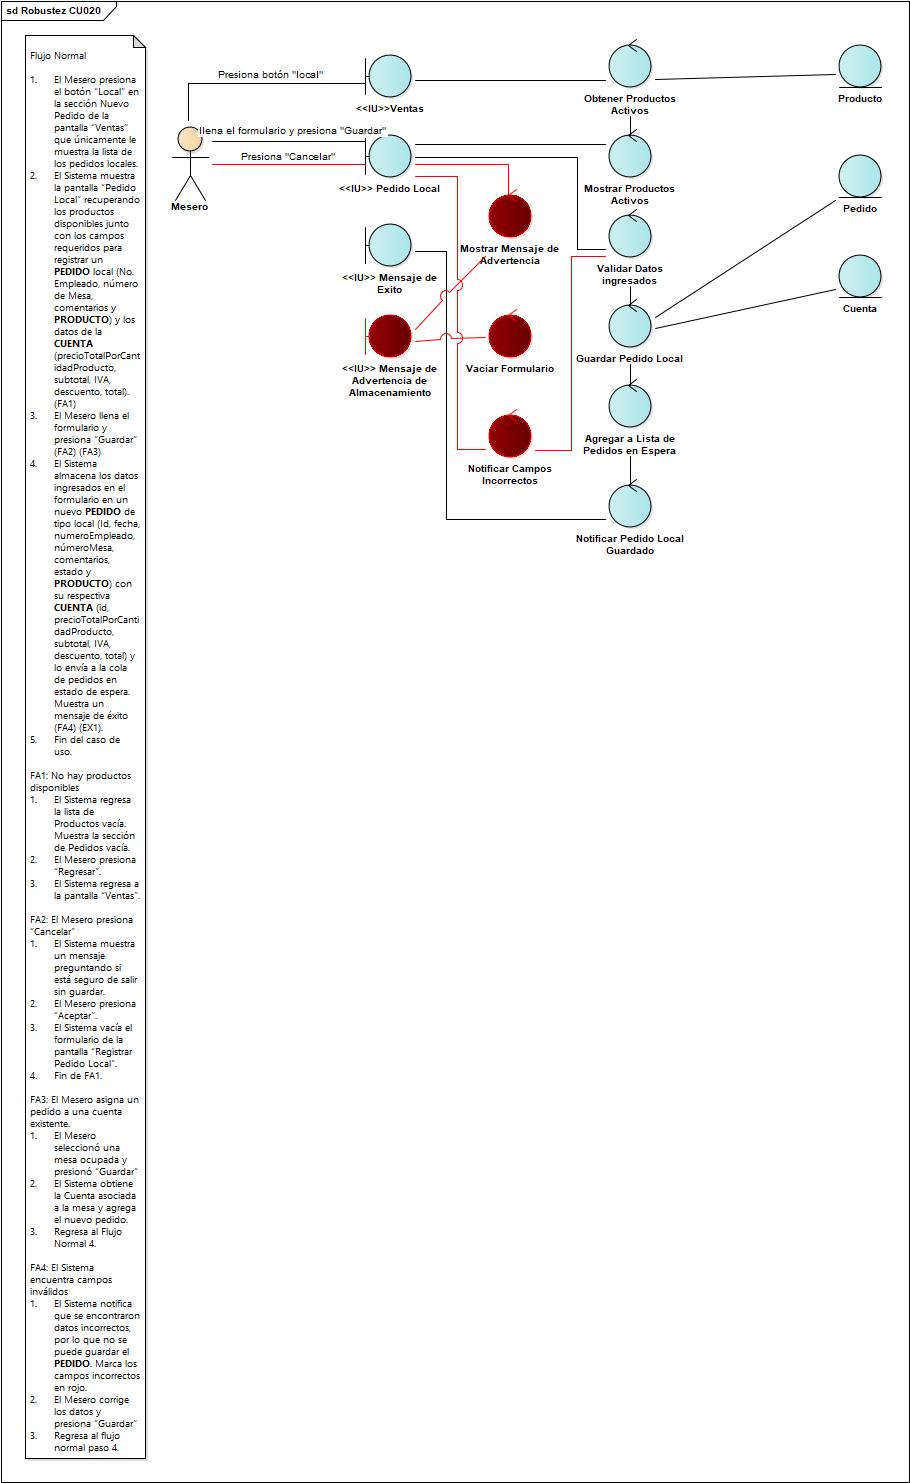 sd Robustez CU020
Flujo Normal
1. El Mesero presiona
el botón "Local" en
la sección Nuevo
Pedido de la
pantalla "Ventas"
que únicamente le
muestra la lista de
los pedidos locales.
2. El Sistema muestra
la pantalla "Pedido
Local" recuperando
los productos
disponibles junto
con los campos
requeridos para
registrar un
PEDIDO local (No.
Empleado, número
de Mesa,
comentarios y
PRODUCTO) y los
datos de la
CUENTA
(precioTotalPorCant
idadProducto,
subtotal, IVA,
descuento, total).
(FA1)
3. El Mesero llena el
formulario y
presiona "Guardar"
(FA2) (FA3)
4. El Sistema
almacena los datos
ingresados en el
formulario en un
nuevo PEDIDO de
tipo local (Id, fecha,
numeroEmpleado,
númeroMesa,
comentarios,
estado y
PRODUCTO) con
su respectiva
CUENTA (id,
precioTotalPorCanti
dadProducto,
subtotal, IVA,
descuento, total) y
lo envía a la cola
de pedidos en
estado de espera.
Muestra un
mensaje de éxito
(FA4) (EX1).
5. Fin del caso de
uso.
FA1: No hay productos
disponibles
1. El Sistema regresa
la lista de
Productos vacía.
Muestra la sección
de Pedidos vacía.
2. El Mesero presiona
"Regresar".
3. El Sistema regresa a
la pantalla "Ventas".
FA2: El Mesero presiona
"Cancelar"
1. El Sistema muestra
un mensaje
preguntando si
está seguro de salir
sin guardar.
2. El Mesero presiona
"Aceptar".
3. El Sistema vacía el
formulario de la
pantalla "Registrar
Pedido Local".
4. Fin de FA1.
FA3: El Mesero asigna un
pedido a una cuenta
existente.
1. El Mesero
seleccionó una
mesa ocupada y
presionó "Guardar"
2. El Sistema obtiene
la Cuenta asociada
a la mesa y agrega
el nuevo pedido.
3. Regresa al Flujo
Normal 4.
FA4: El Sistema
encuentra campos
inválidos
1. El Sistema notifica
que se encontraron
datos incorrectos,
por lo que no se
puede guardar el
PEDIDO. Marca los
campos incorrectos
en rojo.
2. El Mesero corrige
los datos y
presiona "Guardar"
3. Regresa al flujo
normal paso 4.
Mesero
Presiona botón "local"
llena el formulario y presiona "Guardar"
Presiona "Cancelar"
<<IU>>Ventas
<<IU>> Pedido Local
<<IU>> Mensaje de
Exito
<<IU>> Mensaje de
Advertencia de
Almacenamiento
Mostrar Mensaje de
Advertencia
Vaciar Formulario
Notificar Campos
Incorrectos
Obtener Productos
Activos
Mostrar Productos
Activos
Validar Datos
ingresados
Guardar Pedido Local
Agregar a Lista de
Pedidos en Espera
Notificar Pedido Local
Guardado
Producto
Pedido
Cuenta